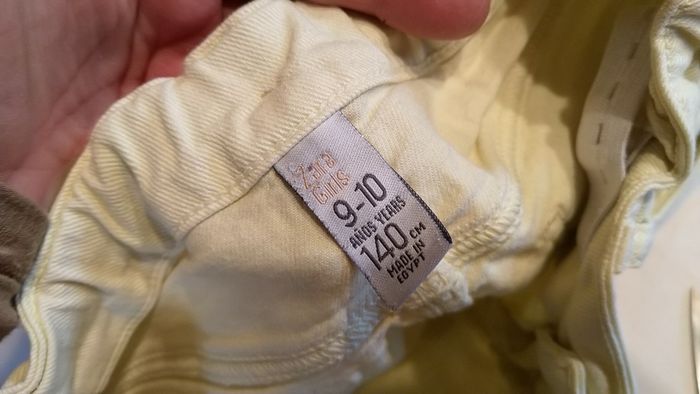 Zara
Girls
9-10
AÑOS YEARS
140 CM
MADE IN
EGYPT